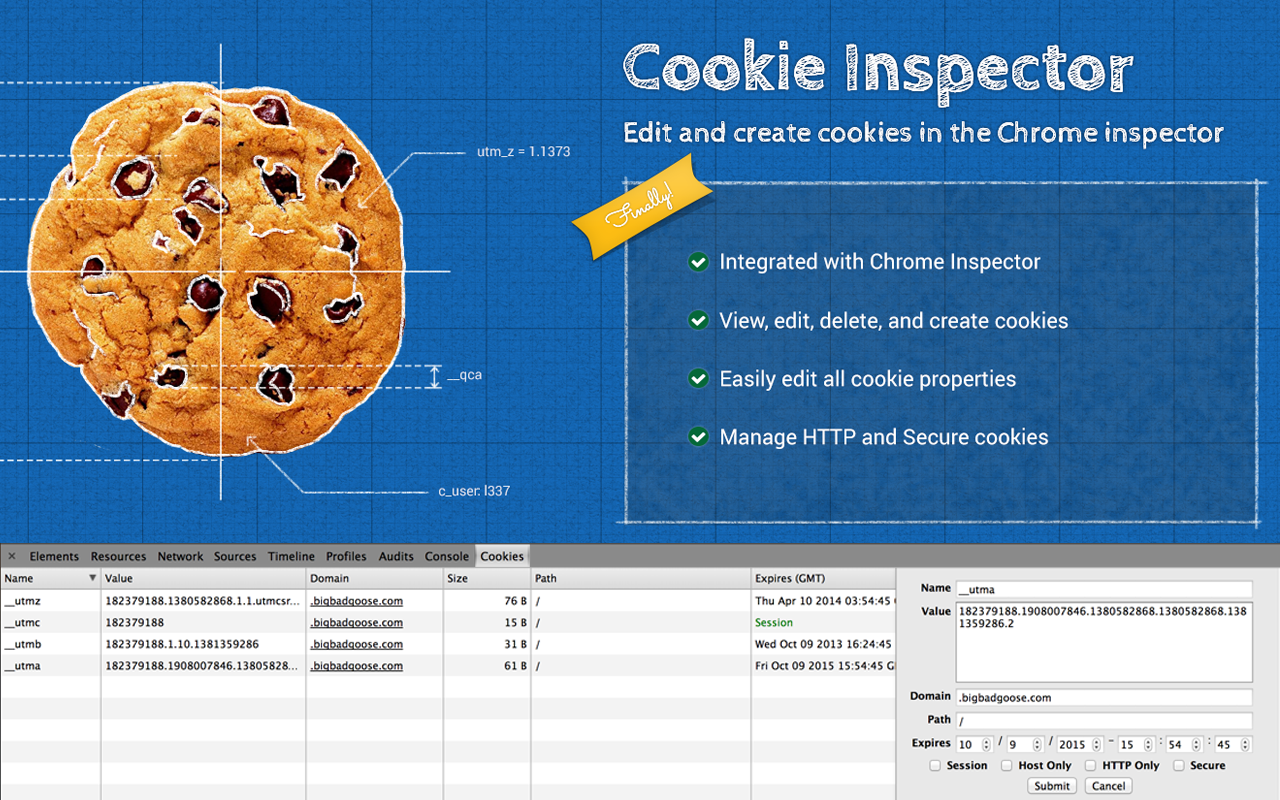 Cookie Inspector
Edit and create cookies in the Chrome inspector
Finally!
utm_z = 1.1373
__qca
c_user: l337
Integrated with Chrome Inspector
View, edit, delete, and create cookies
Easily edit all cookie properties
Manage HTTP and Secure cookies
× Elements Resources Network Sources Timeline Profiles Audits Console Cookies
Name Value Domain Size Path Expires (GMT)
__utmz 182379188.1380582868.1.1.utmcsr... .bigbadgoose.com 76 B / Thu Apr 10 2014 03:54:45
__utmc 182379188 .bigbadgoose.com 15 B / Session
__utmb 182379188.1.10.1381359286 .bigbadgoose.com 31 B / Wed Oct 09 2013 16:24:45
__utma 182379188.1908007846.13805828... .bigbadgoose.com 61 B / Fri Oct 09 2015 15:54:45 G
Name __utma
Value 182379188.1908007846.1380582868.1380582868.138
1359286.2
Domain .bigbadgoose.com
Path /
Expires 10 / 9 / 2015 - 15 : 54 : 45
Session Host Only HTTP Only Secure
Submit Cancel